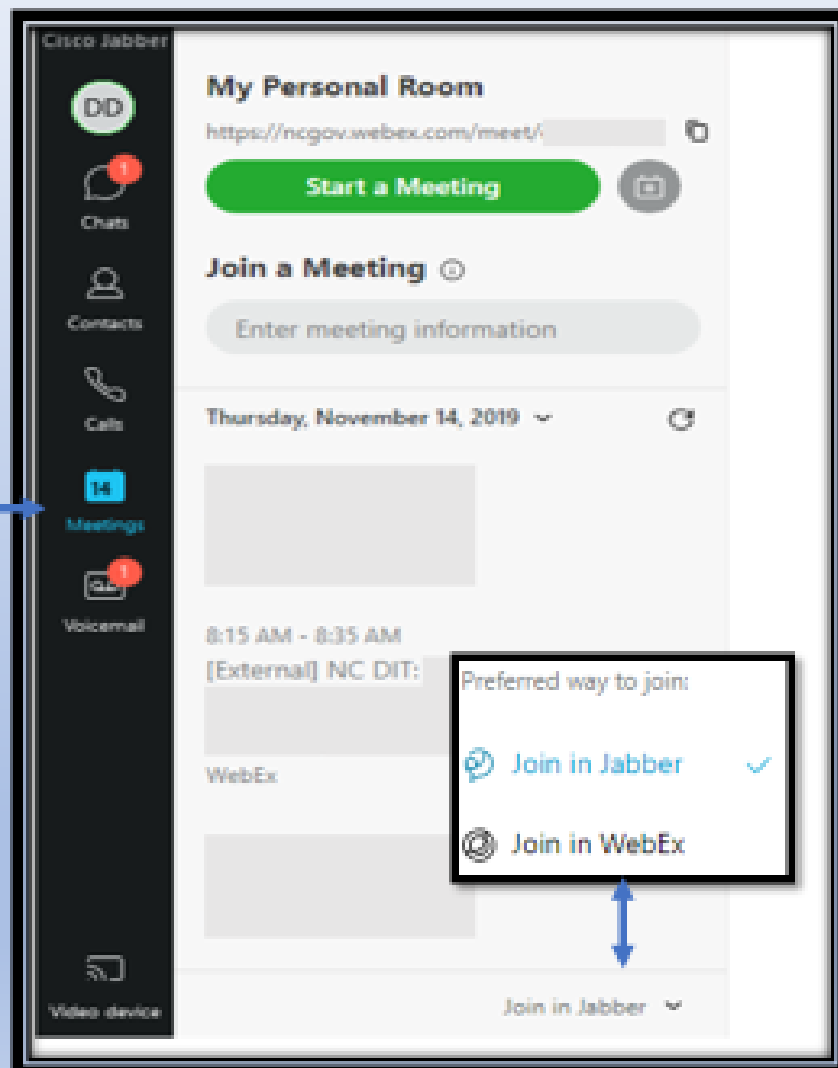 Cisco Jabber
DD
1
Chats
Contacts
Calls
14
Meetings
1
Voicemail
Video device
My Personal Room
https://ncgov.webex.com/meet/
Start a Meeting
Join a Meeting
Enter meeting information
Thursday, November 14, 2019
8:15 AM - 8:35 AM
[External] NC DIT:
WebEx
Preferred way to join:
Join in Jabber
Join in WebEx
Join in Jabber